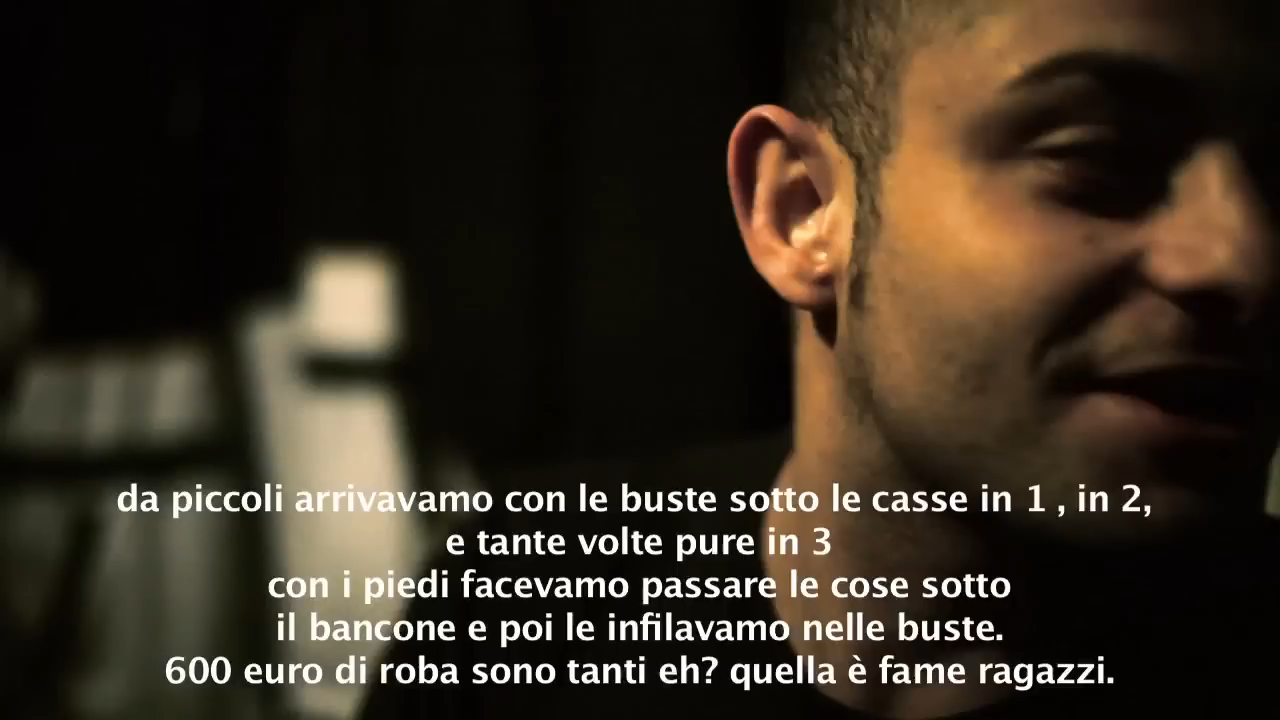 da piccoli arrivavamo con le buste sotto le casse in 1 , in 2,
e tante volte pure in 3
con i piedi facevamo passare le cose sotto
il bancone e poi le infilavamo nelle buste.
600 euro di roba sono tanti eh? quella è fame ragazzi.